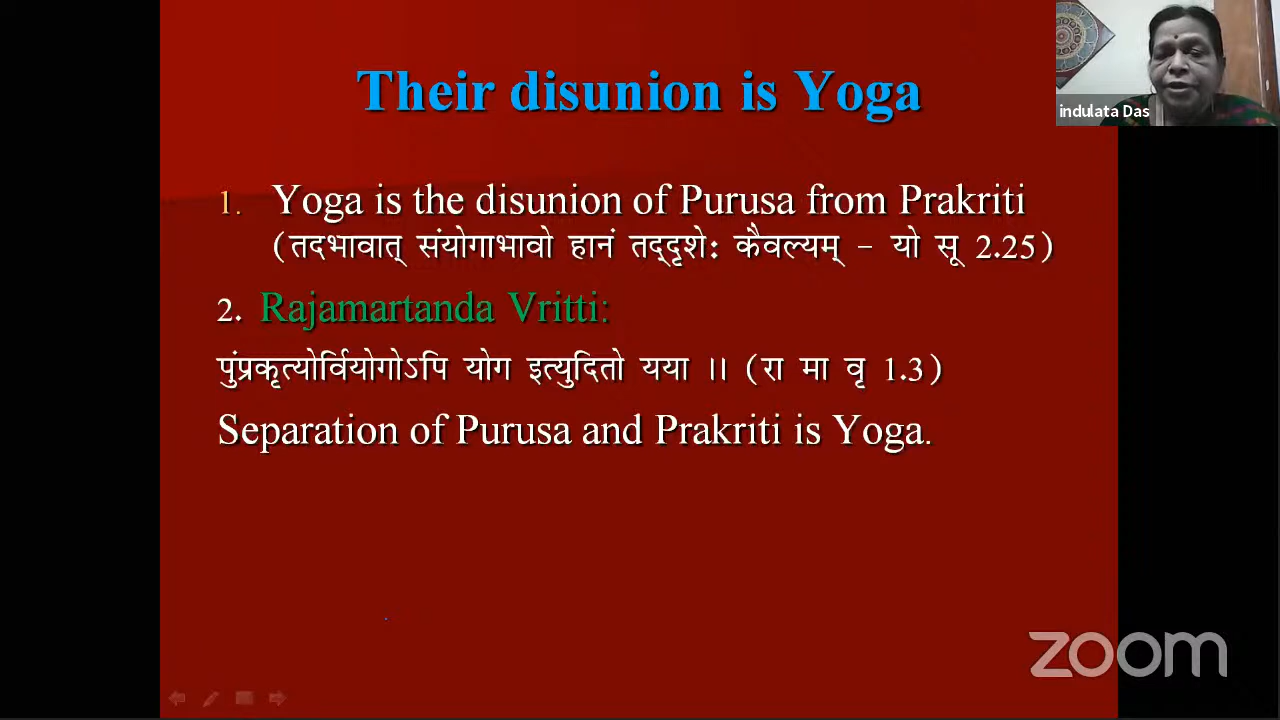 Their disunion is Yoga
indulata Das
1. Yoga is the disunion of Purusa from Prakriti
(तदभावात् संयोगाभावो हानं तद्दृशेः कैवल्यम् – यो सू 2.25)
2. Rajamartanda Vritti:
पुंप्रकृत्योर्वियोगोऽपि योग इत्युदितो यया ।। (रा मा वृ 1.3)
Separation of Purusa and Prakriti is Yoga.
zoom